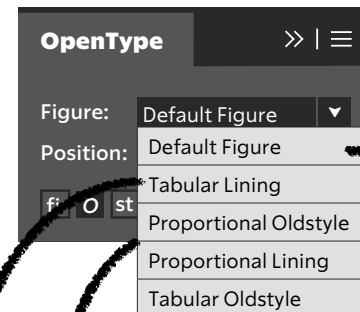 OpenType
Figure: Default Figure
Position: Default Figure
Tabular Lining
fi O st
Proportional Oldstyle
Proportional Lining
Tabular Oldstyle